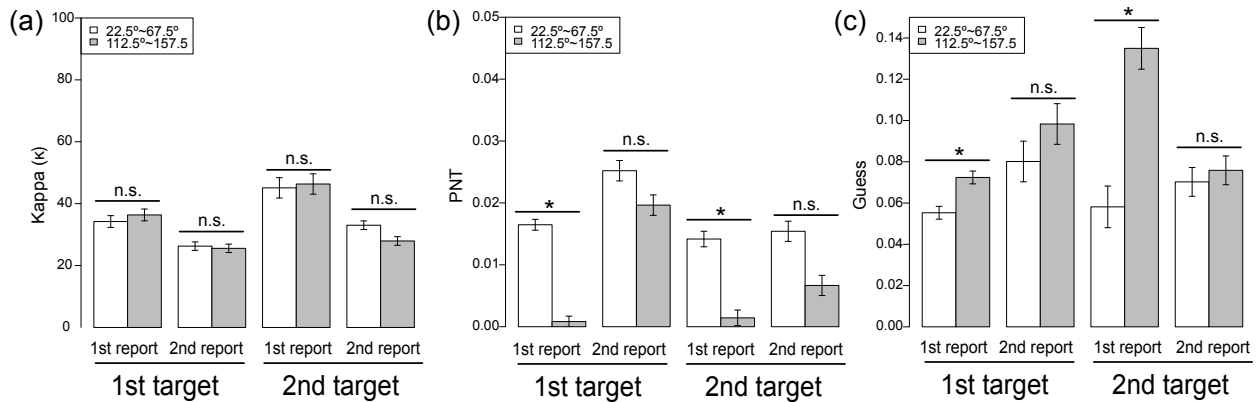 (a)
22.5º~67.5º
112.5º~157.5
100
80
60
40
20
0
Kappa (κ)
n.s.
n.s.
n.s.
n.s.
1st report 2nd report 1st report 2nd report
1st target 2nd target
(b)
22.5º~67.5º
112.5º~157.5
0.05
0.04
0.03
0.02
0.01
0.00
PNT
*
n.s.
*
n.s.
1st report 2nd report 1st report 2nd report
1st target 2nd target
(c)
22.5º~67.5º
112.5º~157.5
0.14
0.12
0.10
0.08
0.06
0.04
0.02
0.00
Guess
*
n.s.
*
n.s.
1st report 2nd report 1st report 2nd report
1st target 2nd target